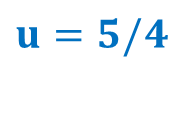 u = 5/4